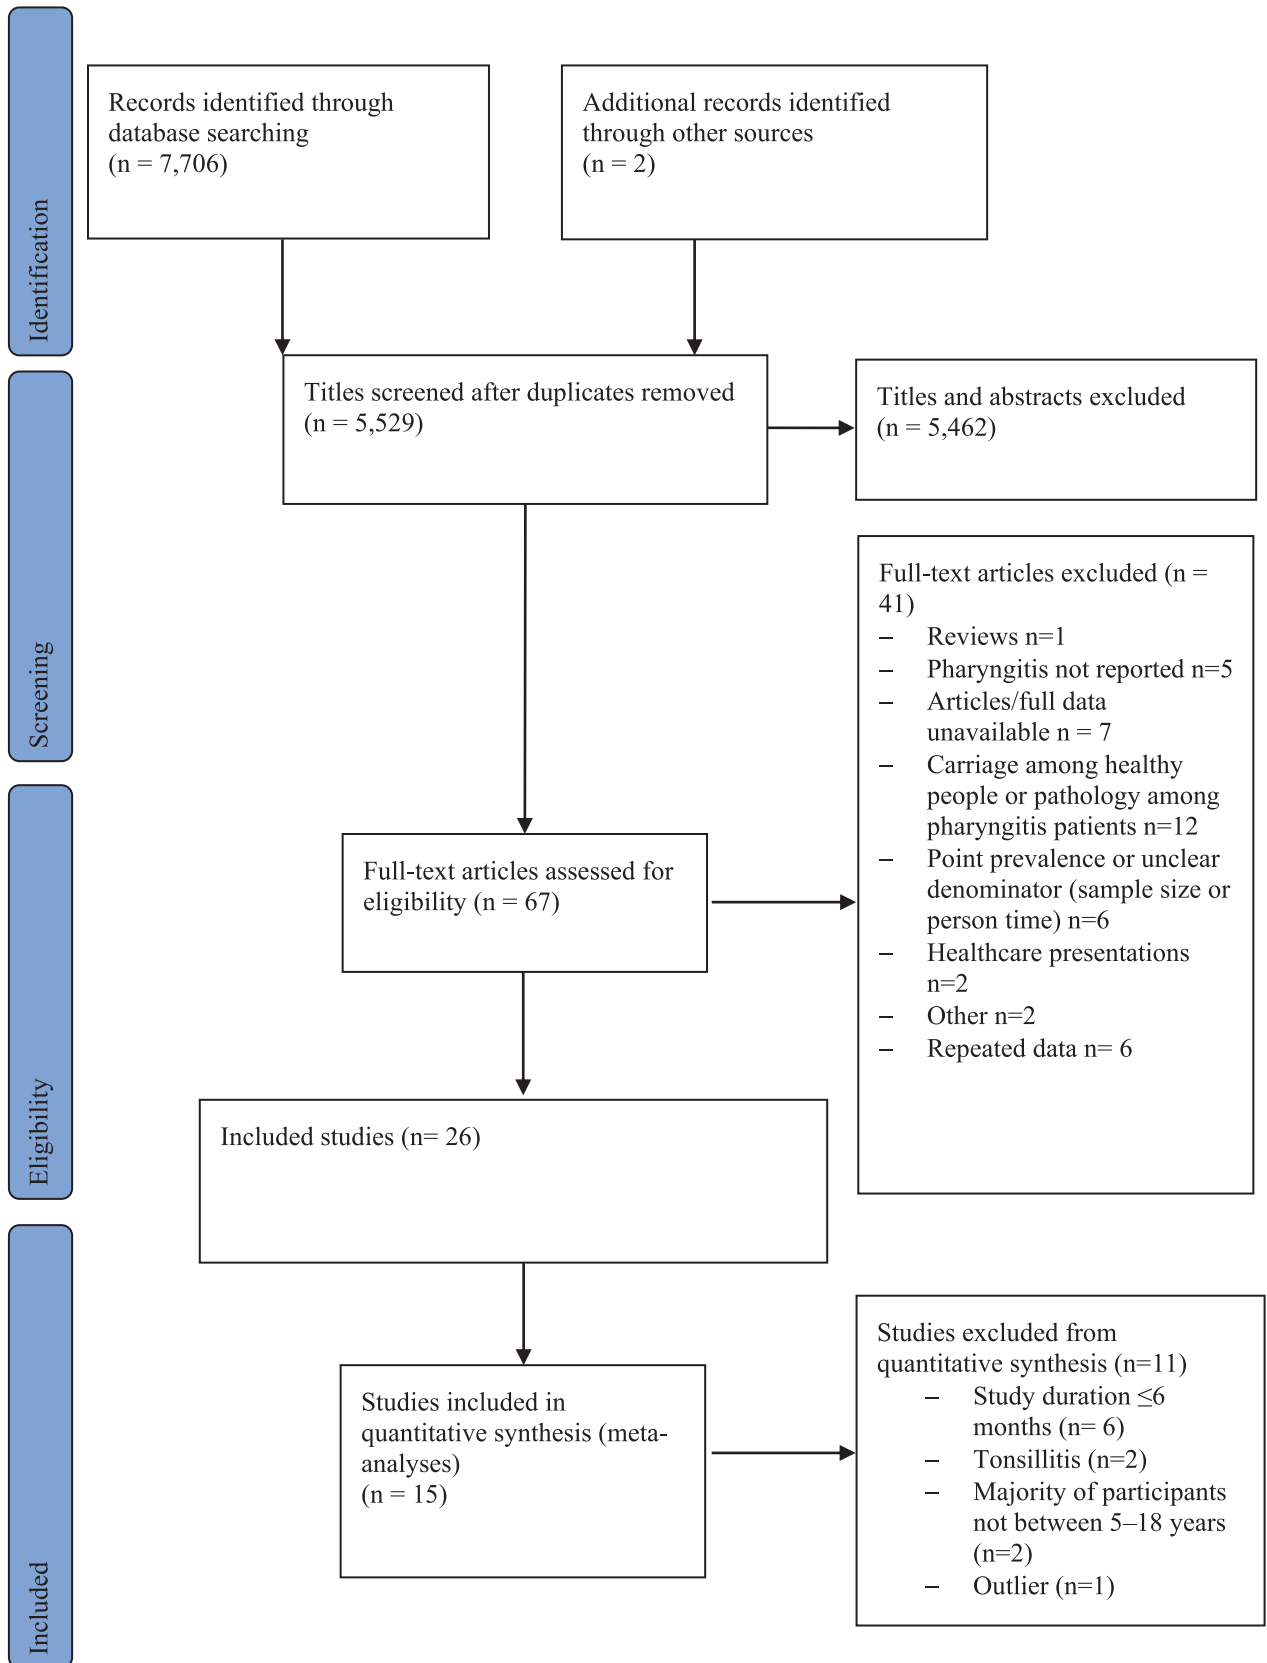 Identification
Records identified through
database searching
(n = 7,706)
Additional records identified
through other sources
(n = 2)
Screening
Titles screened after duplicates removed
(n = 5,529)
Titles and abstracts excluded
(n = 5,462)
Full-text articles excluded (n =
41)
– Reviews n=1
– Pharyngitis not reported n=5
– Articles/full data
unavailable n = 7
– Carriage among healthy
people or pathology among
pharyngitis patients n=12
– Point prevalence or unclear
denominator (sample size or
person time) n=6
– Healthcare presentations
n=2
– Other n=2
– Repeated data n= 6
Eligibility
Full-text articles assessed for
eligibility (n = 67)
Included studies (n= 26)
Included
Studies included in
quantitative synthesis (meta-
analyses)
(n = 15)
Studies excluded from
quantitative synthesis (n=11)
– Study duration ≤6
months (n= 6)
– Tonsillitis (n=2)
– Majority of participants
not between 5–18 years
(n=2)
– Outlier (n=1)